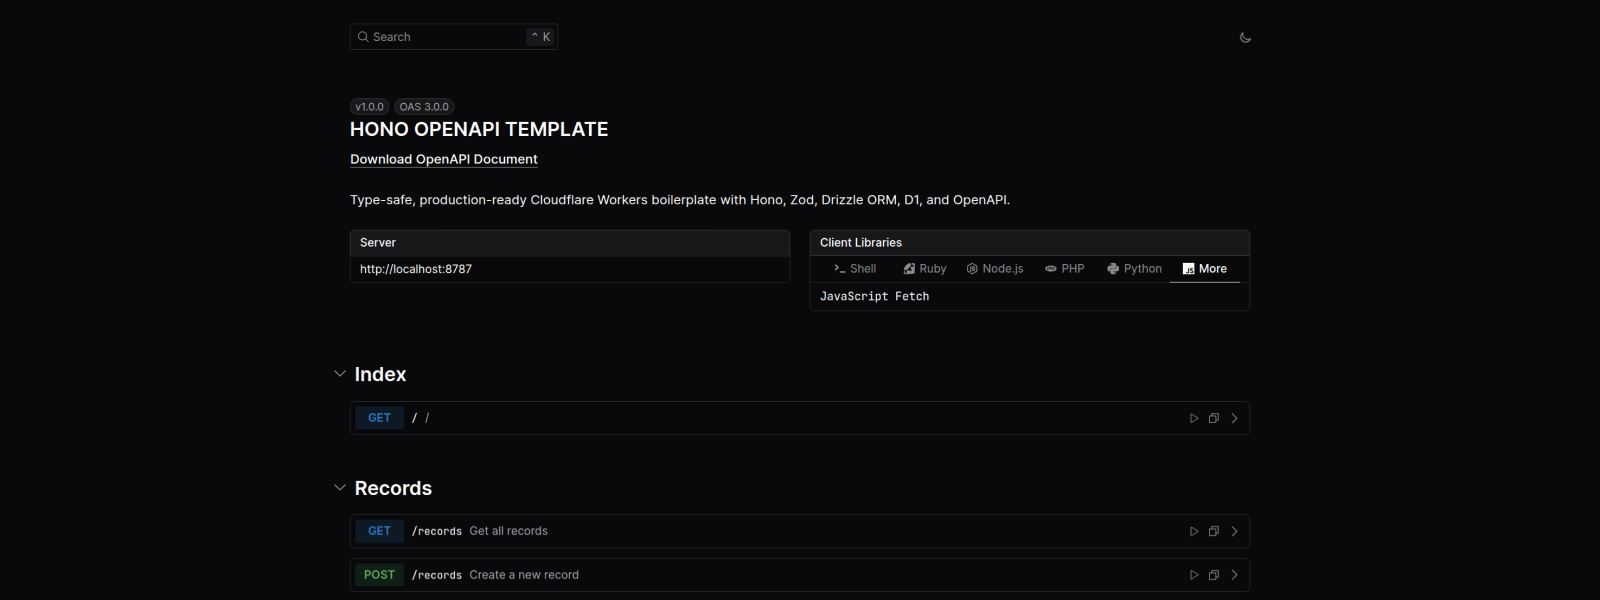 Search ⌃ K
v1.0.0 OAS 3.0.0
HONO OPENAPI TEMPLATE
Download OpenAPI Document
Type-safe, production-ready Cloudflare Workers boilerplate with Hono, Zod, Drizzle ORM, D1, and OpenAPI.
Server
http://localhost:8787
Client Libraries
Shell Ruby Node.js PHP Python JS More
JavaScript Fetch
Index
GET / /
Records
GET /records Get all records
POST /records Create a new record